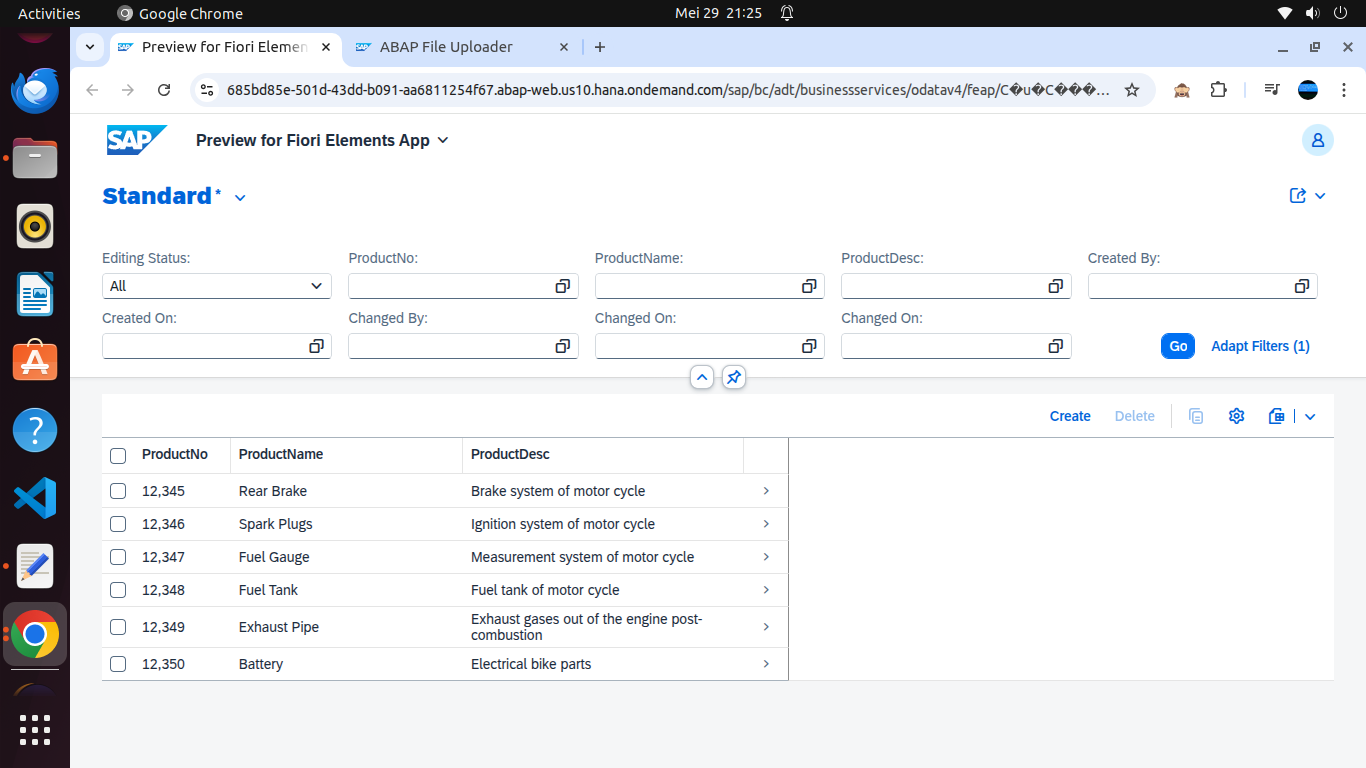 Activities Google Chrome Mei 29 21:25
SAP Preview for Fiori Elemen SAP ABAP File Uploader
685bd85e-501d-43dd-b091-aa6811254f67.abap-web.us10.hana.ondemand.com/sap/bc/adt/businessservices/odatav4/feap/C�u�C���...
SAP Preview for Fiori Elements App
Standard*
Editing Status: ProductNo: ProductName: ProductDesc: Created By:
All
Created On: Changed By: Changed On: Changed On:
Go Adapt Filters (1)
Create Delete
ProductNo ProductName ProductDesc
12,345 Rear Brake Brake system of motor cycle
12,346 Spark Plugs Ignition system of motor cycle
12,347 Fuel Gauge Measurement system of motor cycle
12,348 Fuel Tank Fuel tank of motor cycle
12,349 Exhaust Pipe Exhaust gases out of the engine post-
combustion
12,350 Battery Electrical bike parts